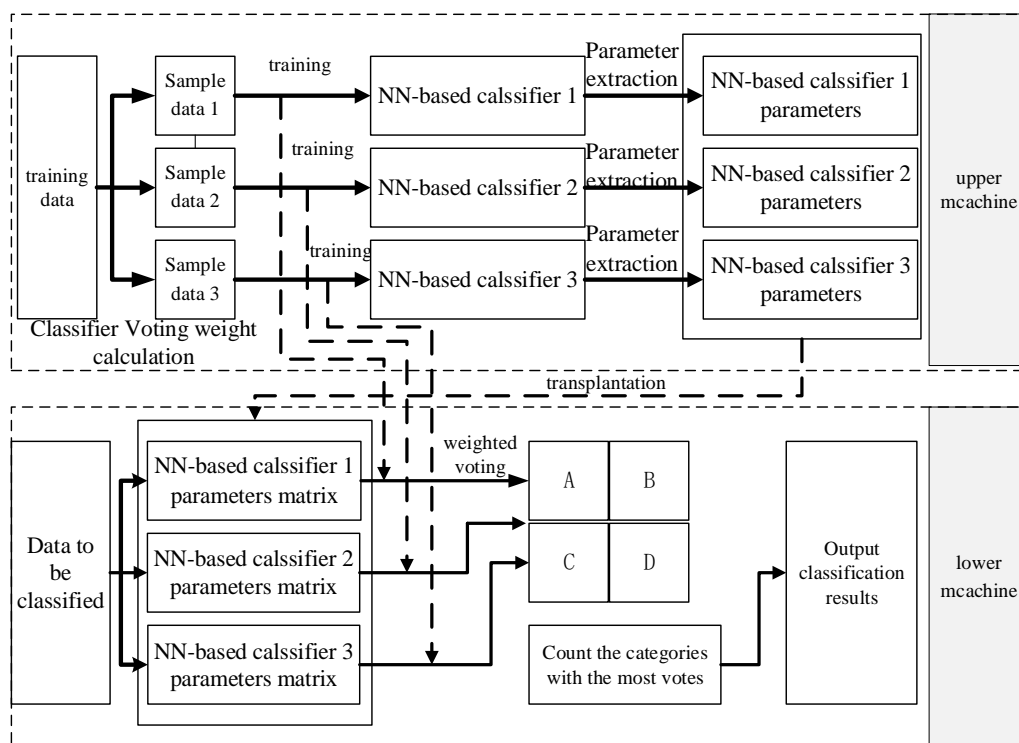 training
data
Sample
data 1
Sample
data 2
Sample
data 3
training
training
training
NN-based calssifier 1
NN-based calssifier 2
NN-based calssifier 3
Parameter
extraction
Parameter
extraction
Parameter
extraction
NN-based calssifier 1
parameters
NN-based calssifier 2
parameters
NN-based calssifier 3
parameters
upper
mcachine
Classifier Voting weight
calculation
transplantation
Data to
be
classified
NN-based calssifier 1
parameters matrix
NN-based calssifier 2
parameters matrix
NN-based calssifier 3
parameters matrix
weighted
voting
A
B
C
D
Count the categories
with the most votes
Output
classification
results
lower
mcachine